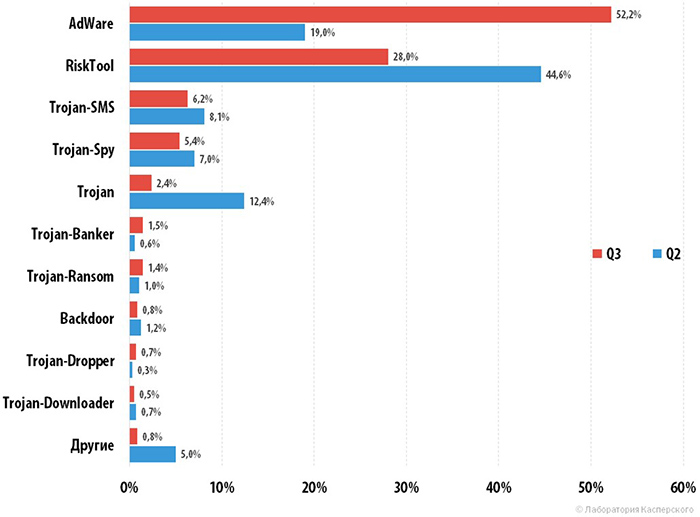 AdWare
52,2%
19,0%
RiskTool
28,0%
44,6%
Trojan-SMS
6,2%
8,1%
Trojan-Spy
5,4%
7,0%
Trojan
2,4%
12,4%
Trojan-Banker
1,5%
0,6%
Q3 Q2
Trojan-Ransom
1,4%
1,0%
Backdoor
0,8%
1,2%
Trojan-Dropper
0,7%
0,3%
Trojan-Downloader
0,5%
0,7%
Другие
0,8%
5,0%
0% 10% 20% 30% 40% 50% 60%
© Лаборатория Касперского